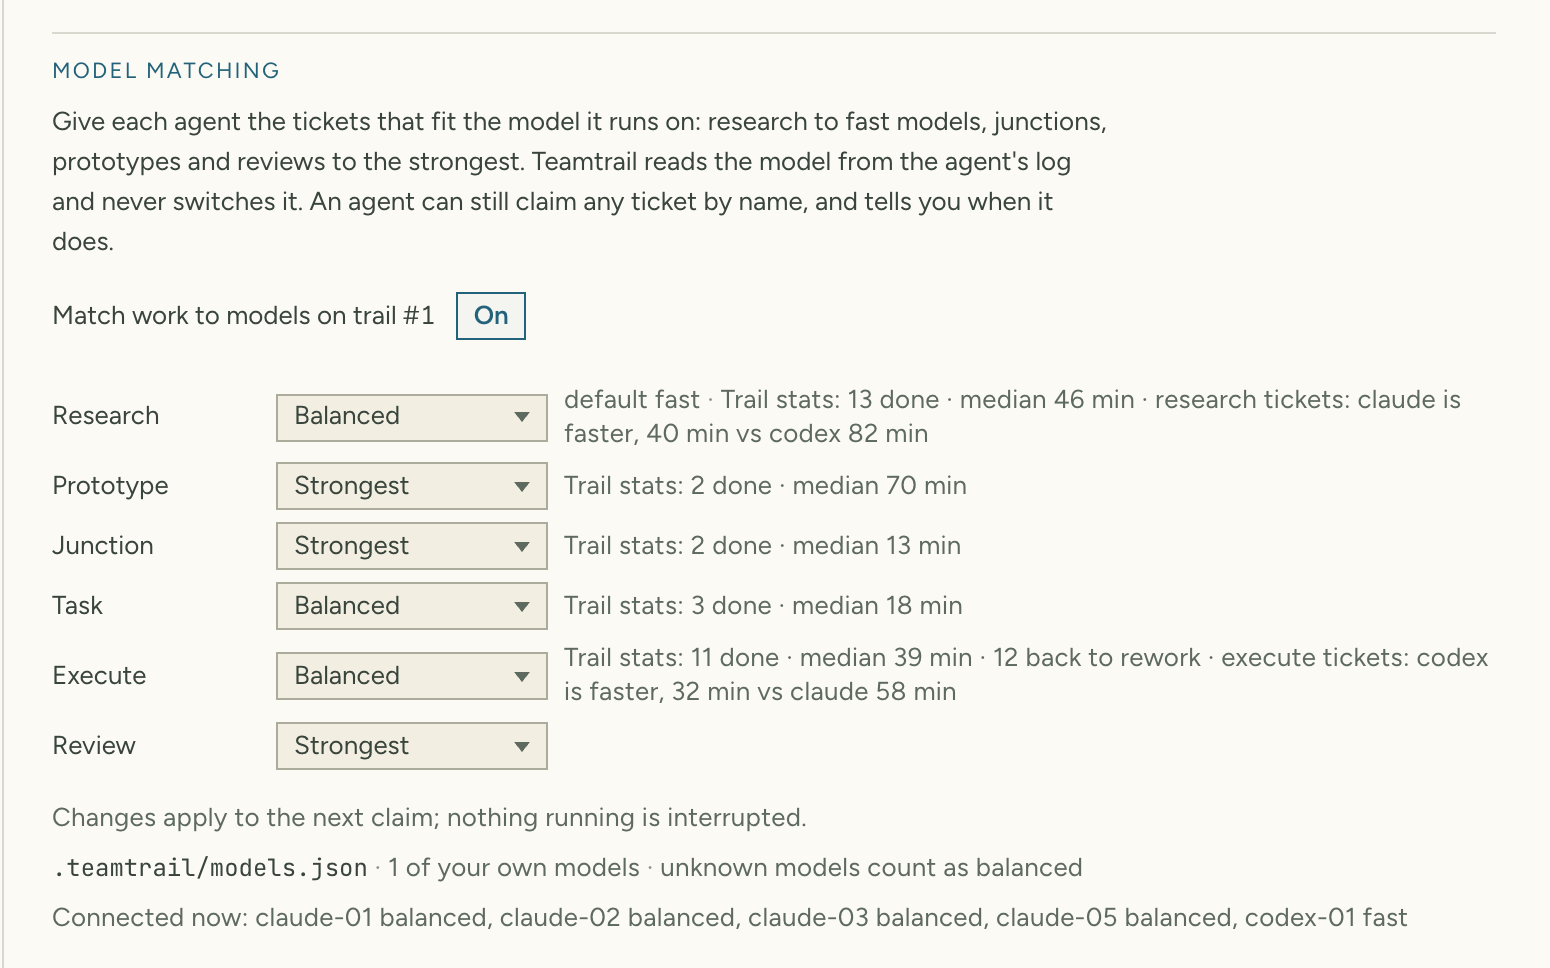 MODEL MATCHING
Give each agent the tickets that fit the model it runs on: research to fast models, junctions,
prototypes and reviews to the strongest. Teamtrail reads the model from the agent's log
and never switches it. An agent can still claim any ticket by name, and tells you when it
does.
Match work to models on trail #1 On
Research Balanced default fast · Trail stats: 13 done · median 46 min · research tickets: claude is
faster, 40 min vs codex 82 min
Prototype Strongest Trail stats: 2 done · median 70 min
Junction Strongest Trail stats: 2 done · median 13 min
Task Balanced Trail stats: 3 done · median 18 min
Execute Balanced Trail stats: 11 done · median 39 min · 12 back to rework · execute tickets: codex
is faster, 32 min vs claude 58 min
Review Strongest
Changes apply to the next claim; nothing running is interrupted.
.teamtrail/models.json · 1 of your own models · unknown models count as balanced
Connected now: claude-01 balanced, claude-02 balanced, claude-03 balanced, claude-05 balanced, codex-01 fast